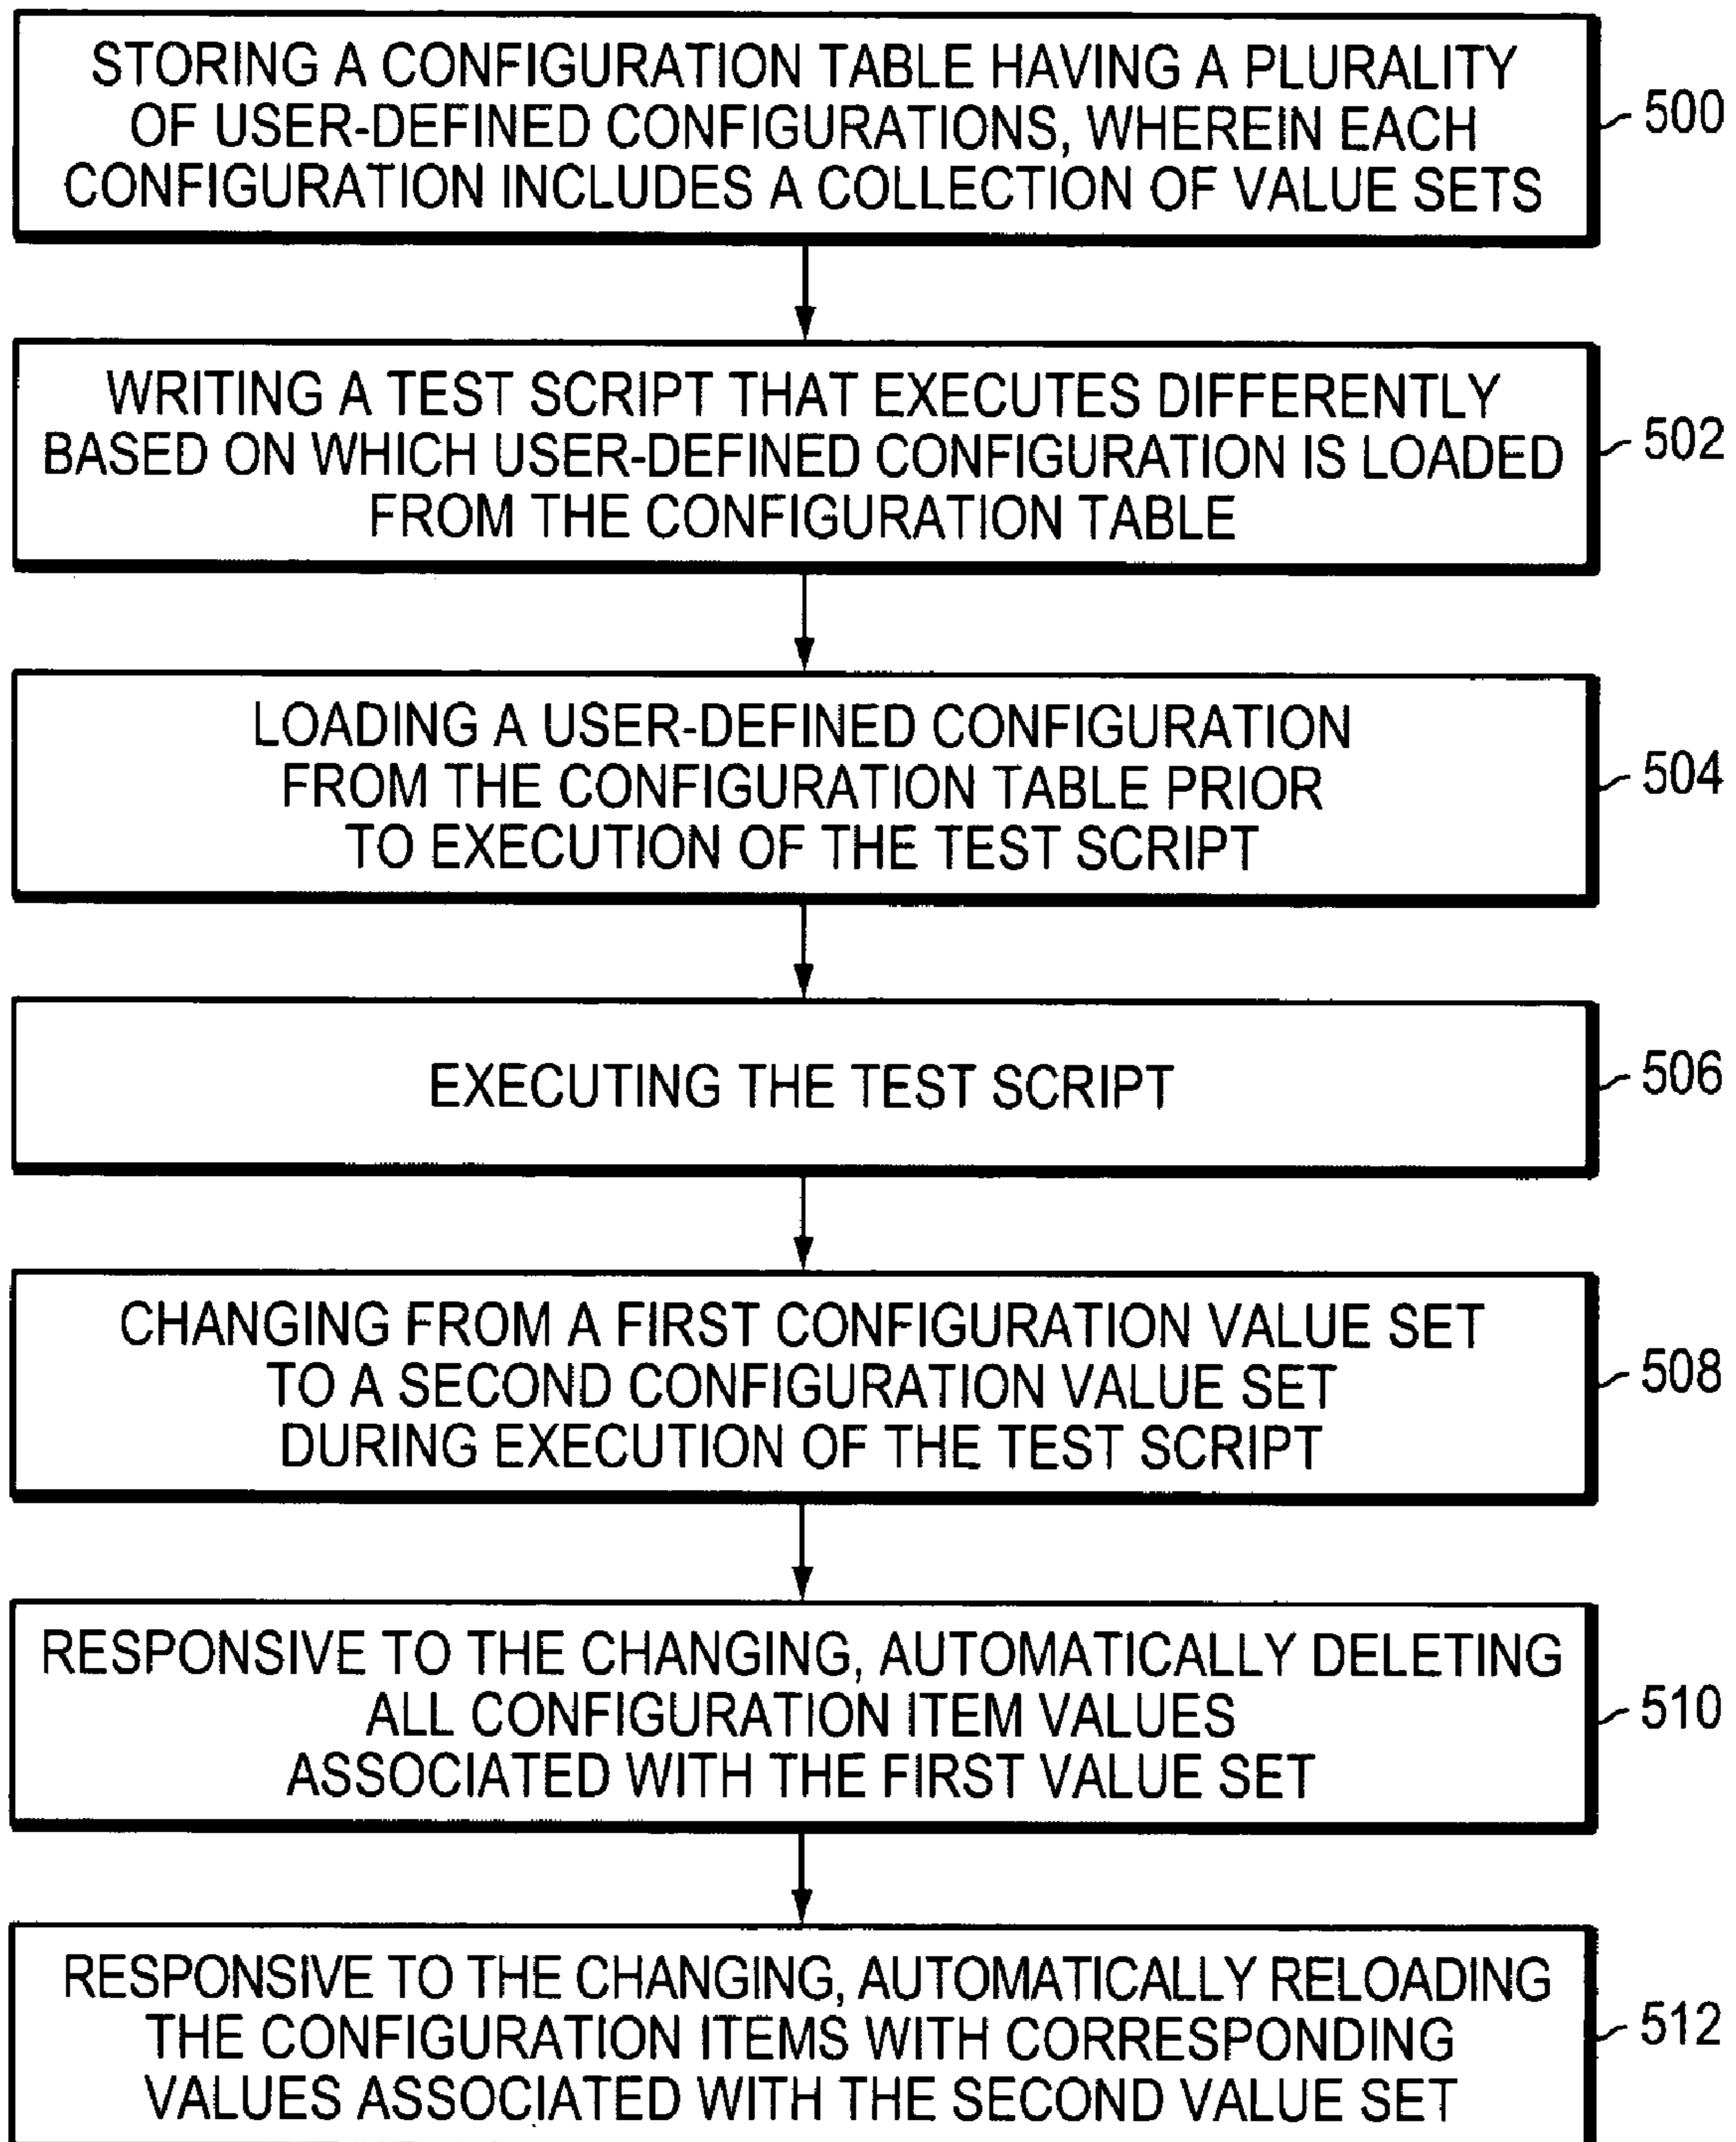 STORING A CONFIGURATION TABLE HAVING A PLURALITY
OF USER-DEFINED CONFIGURATIONS, WHEREIN EACH
CONFIGURATION INCLUDES A COLLECTION OF VALUE SETS
500
WRITING A TEST SCRIPT THAT EXECUTES DIFFERENTLY
BASED ON WHICH USER-DEFINED CONFIGURATION IS LOADED
FROM THE CONFIGURATION TABLE
502
LOADING A USER-DEFINED CONFIGURATION
FROM THE CONFIGURATION TABLE PRIOR
TO EXECUTION OF THE TEST SCRIPT
504
EXECUTING THE TEST SCRIPT
506
CHANGING FROM A FIRST CONFIGURATION VALUE SET
TO A SECOND CONFIGURATION VALUE SET
DURING EXECUTION OF THE TEST SCRIPT
508
RESPONSIVE TO THE CHANGING, AUTOMATICALLY DELETING
ALL CONFIGURATION ITEM VALUES
ASSOCIATED WITH THE FIRST VALUE SET
510
RESPONSIVE TO THE CHANGING, AUTOMATICALLY RELOADING
THE CONFIGURATION ITEMS WITH CORRESPONDING
VALUES ASSOCIATED WITH THE SECOND VALUE SET
512